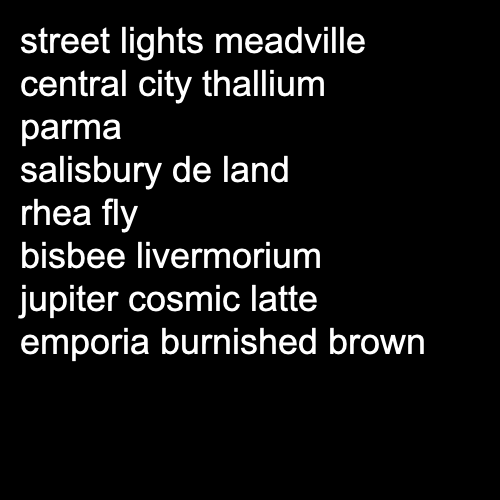 street lights meadville
central city thallium
parma
salisbury de land
rhea fly
bisbee livermorium
jupiter cosmic latte
emporia burnished brown